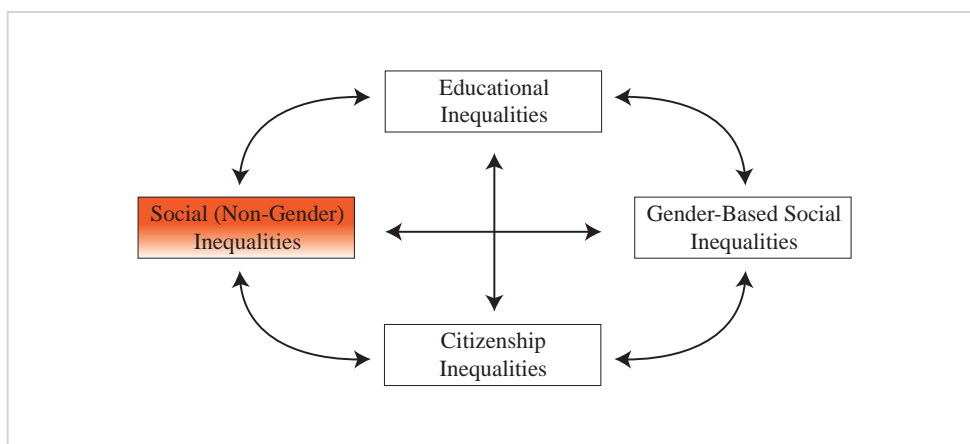 Educational
Inequalities
Social (Non-Gender)
Inequalities
Gender-Based Social
Inequalities
Citizenship
Inequalities